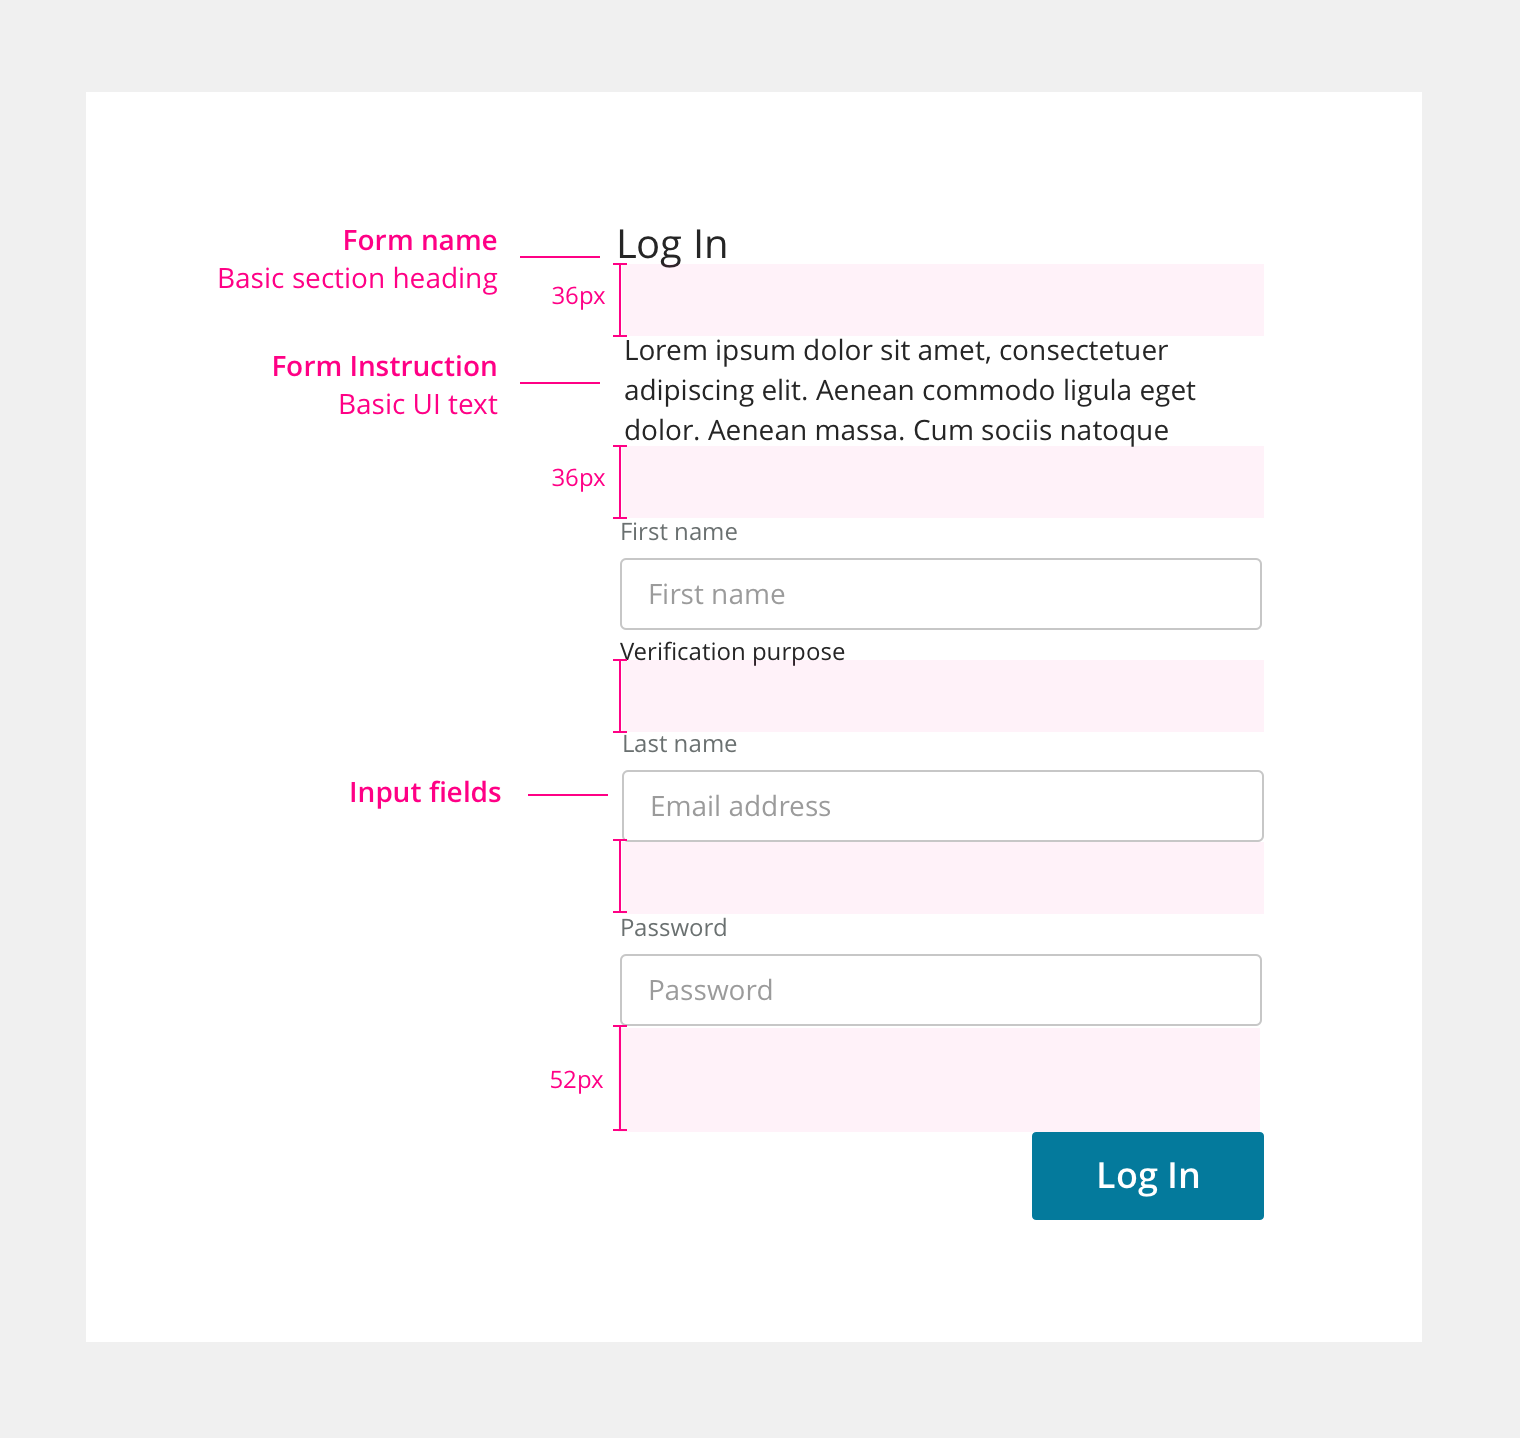 Form name
Basic section heading
Log In
36px
Form Instruction
Basic UI text
Lorem ipsum dolor sit amet, consectetuer
adipiscing elit. Aenean commodo ligula eget
dolor. Aenean massa. Cum sociis natoque
36px
First name
First name
Verification purpose
Last name
Input fields
Email address
Password
Password
52px
Log In